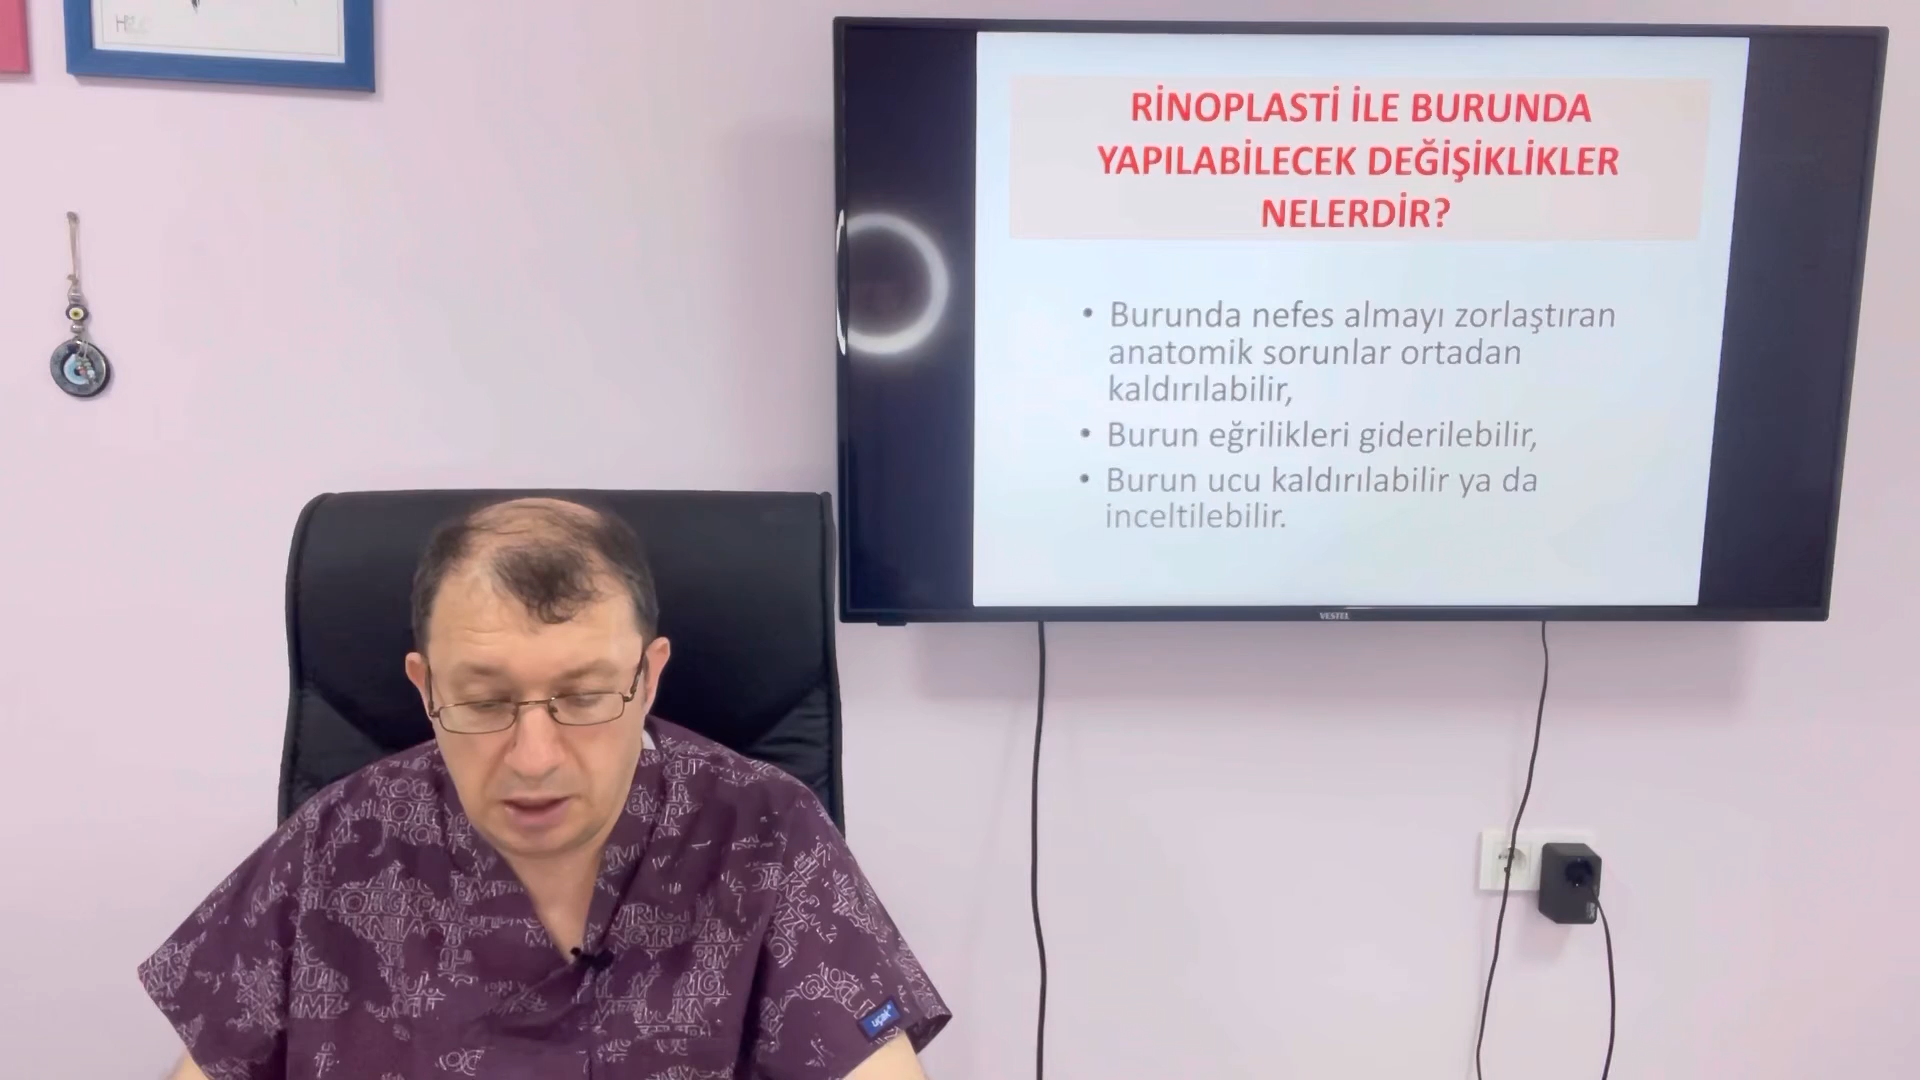 RİNOPLASTİ İLE BURUNDA
YAPILABİLECEK DEĞİŞİKLİKLER
NELERDİR?
• Burunda nefes almayı zorlaştıran
anatomik sorunlar ortadan
kaldırılabilir,
• Burun eğrilikleri giderilebilir,
• Burun ucu kaldırılabilir ya da
inceltilebilir.
VESTEL
uçak